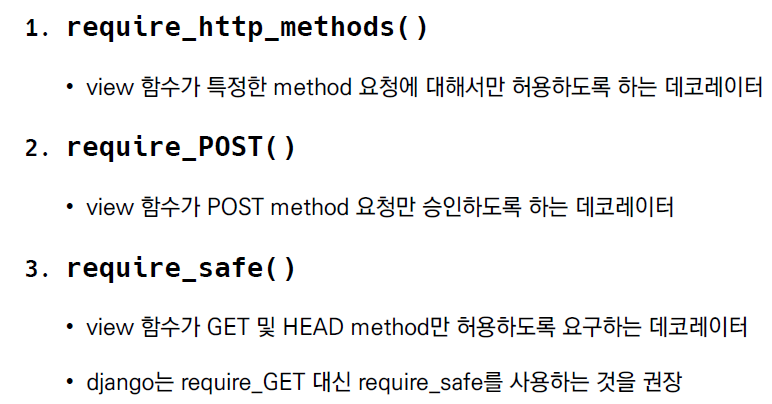 1. require_http_methods()
• view 함수가 특정한 method 요청에 대해서만 허용하도록 하는 데코레이터
2. require_POST()
• view 함수가 POST method 요청만 승인하도록 하는 데코레이터
3. require_safe()
• view 함수가 GET 및 HEAD method만 허용하도록 요구하는 데코레이터
• django는 require_GET 대신 require_safe를 사용하는 것을 권장